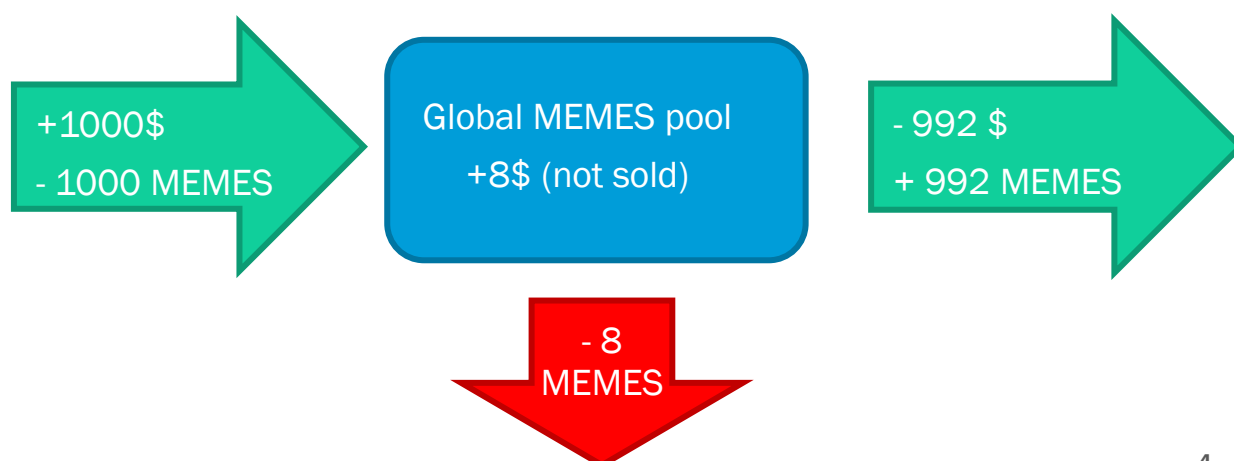 +1000$
- 1000 MEMES
Global MEMES pool
+8$ (not sold)
- 992 $
+ 992 MEMES
- 8
MEMES